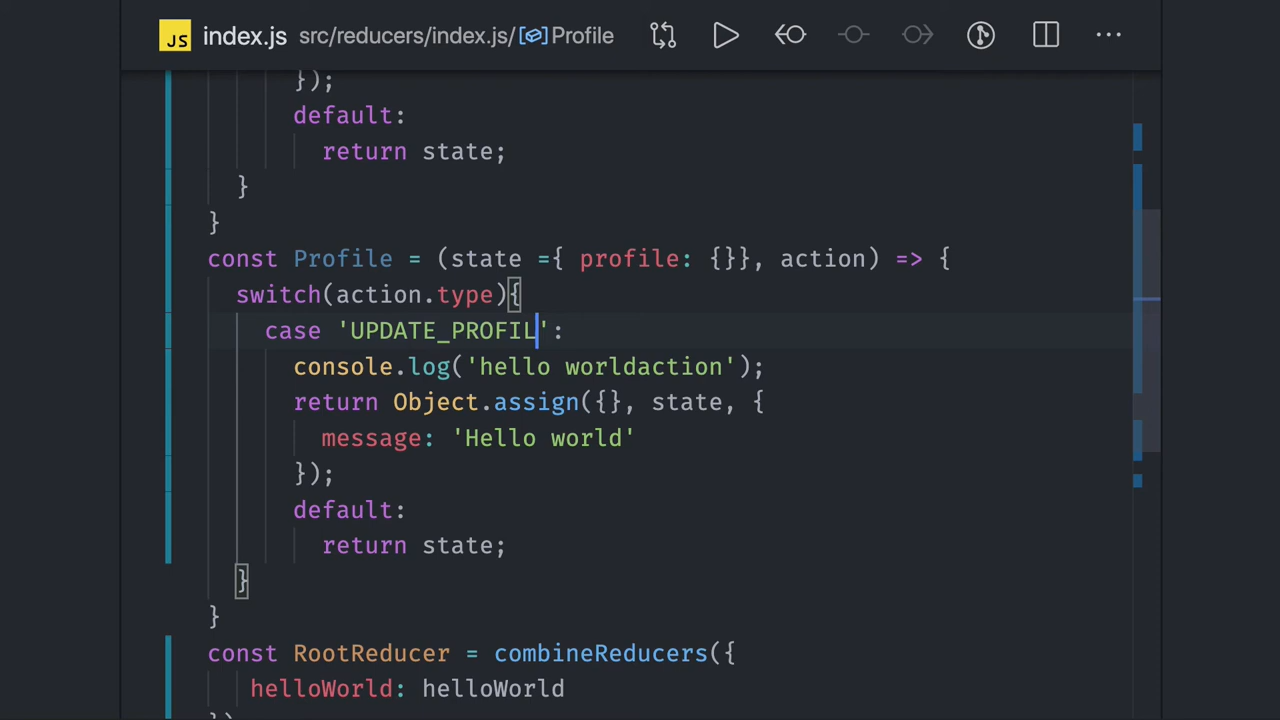 JS index.js src/reducers/index.js/ Profile ...
});
default:
return state;
}
}
const Profile = (state ={ profile: {}}, action) => {
switch(action.type){
case 'UPDATE_PROFIL':
console.log('hello worldaction');
return Object.assign({}, state, {
message: 'Hello world'
});
default:
return state;
}
}
const RootReducer = combineReducers({
helloWorld: helloWorld
})